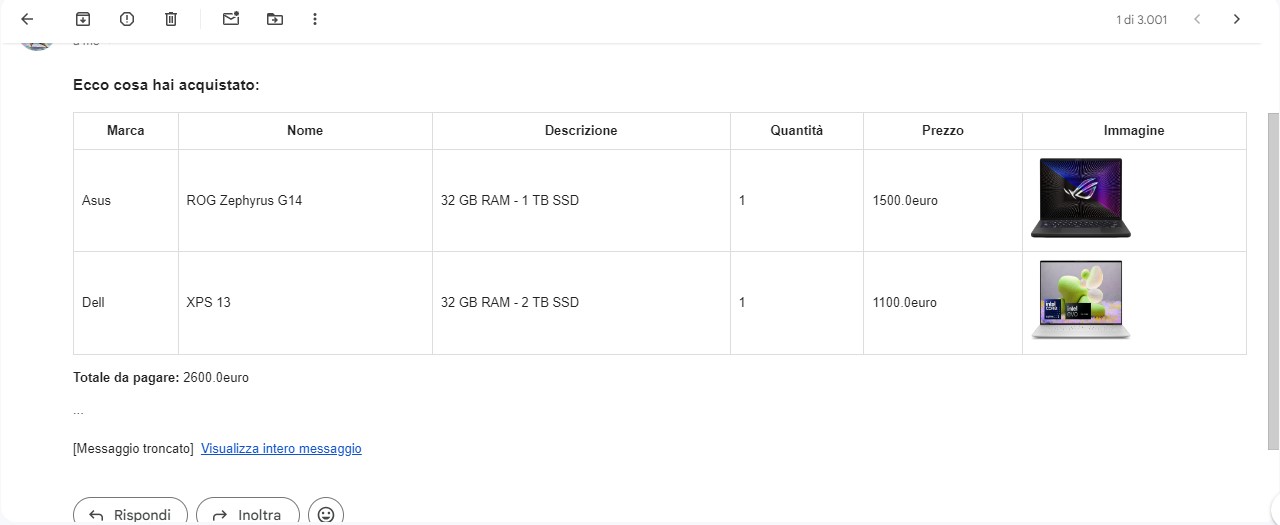 1 di 3.001
Ecco cosa hai acquistato:
Marca Nome Descrizione Quantità Prezzo Immagine
Asus ROG Zephyrus G14 32 GB RAM - 1 TB SSD 1 1500.0euro
Dell XPS 13 32 GB RAM - 2 TB SSD 1 1100.0euro
intel
intel
Totale da pagare: 2600.0euro
...
[Messaggio troncato] Visualizza intero messaggio
Rispondi Inoltra